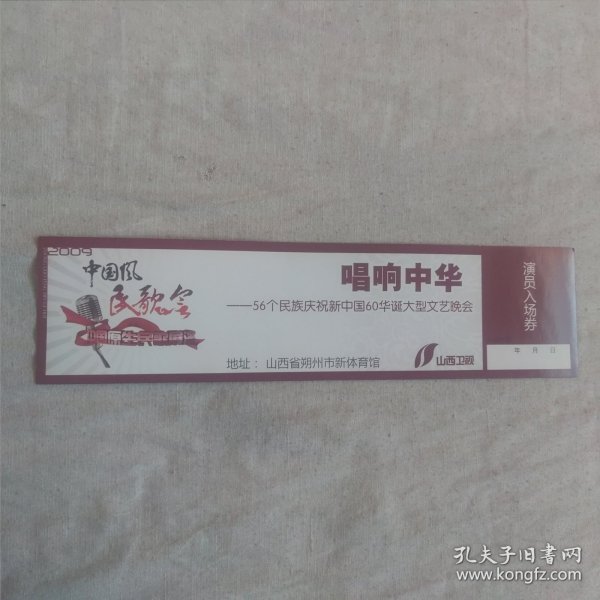 2009
中国风
民歌会
唱响中华
——56个民族庆祝新中国60华诞大型文艺晚会
地址： 山西省朔州市新体育馆
山西卫视
演员入场券
年 月 日
孔夫子旧书网
www.kongfz.com